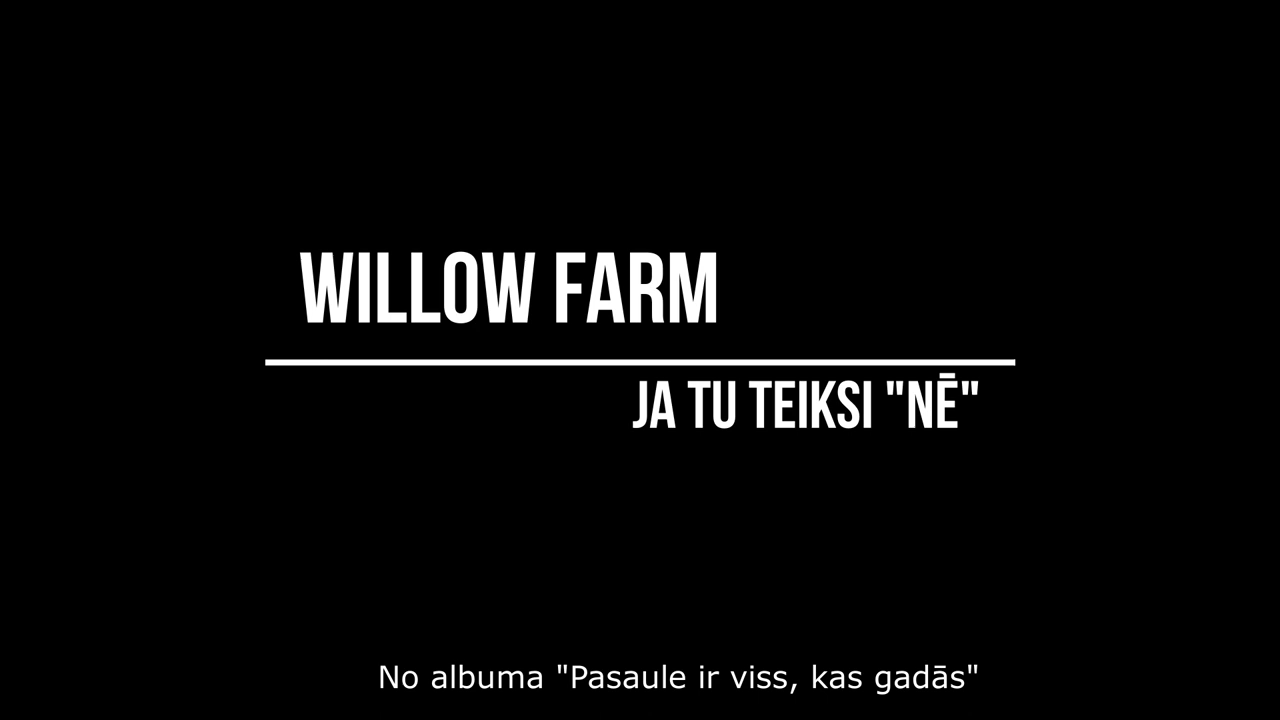 WILLOW FARM
JA TU TEIKSI "NĒ"
No albuma "Pasaule ir viss, kas gadās"